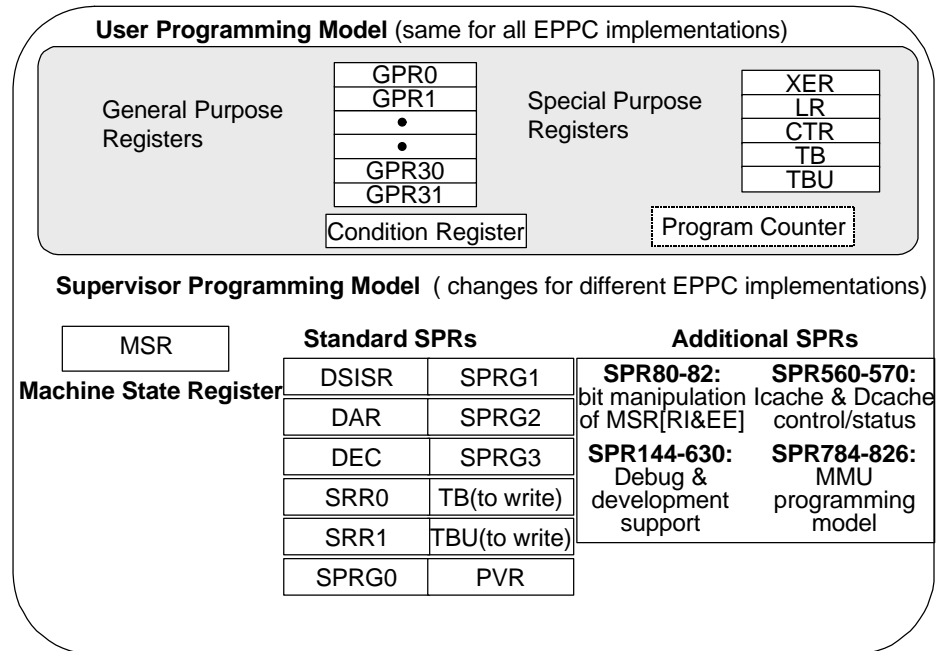 User Programming Model (same for all EPPC implementations)
General Purpose
Registers
GPR0
GPR1
•
•
GPR30
GPR31
Condition Register
Special Purpose
Registers
XER
LR
CTR
TB
TBU
Program Counter
Supervisor Programming Model ( changes for different EPPC implementations)
MSR
Machine State Register
Standard SPRs
DSISR SPRG1
DAR SPRG2
DEC SPRG3
SRR0 TB(to write)
SRR1 TBU(to write)
SPRG0 PVR
Additional SPRs
SPR80-82:
bit manipulation
of MSR[RI&EE]
SPR560-570:
Icache & Dcache
control/status
SPR144-630:
Debug &
development
support
SPR784-826:
MMU
programming
model